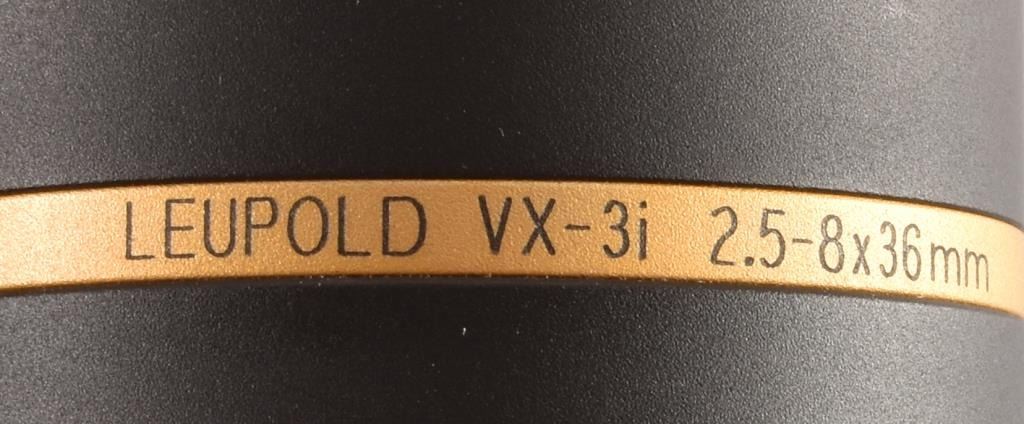 LEUPOLD VX-3i 2.5-8x36mm